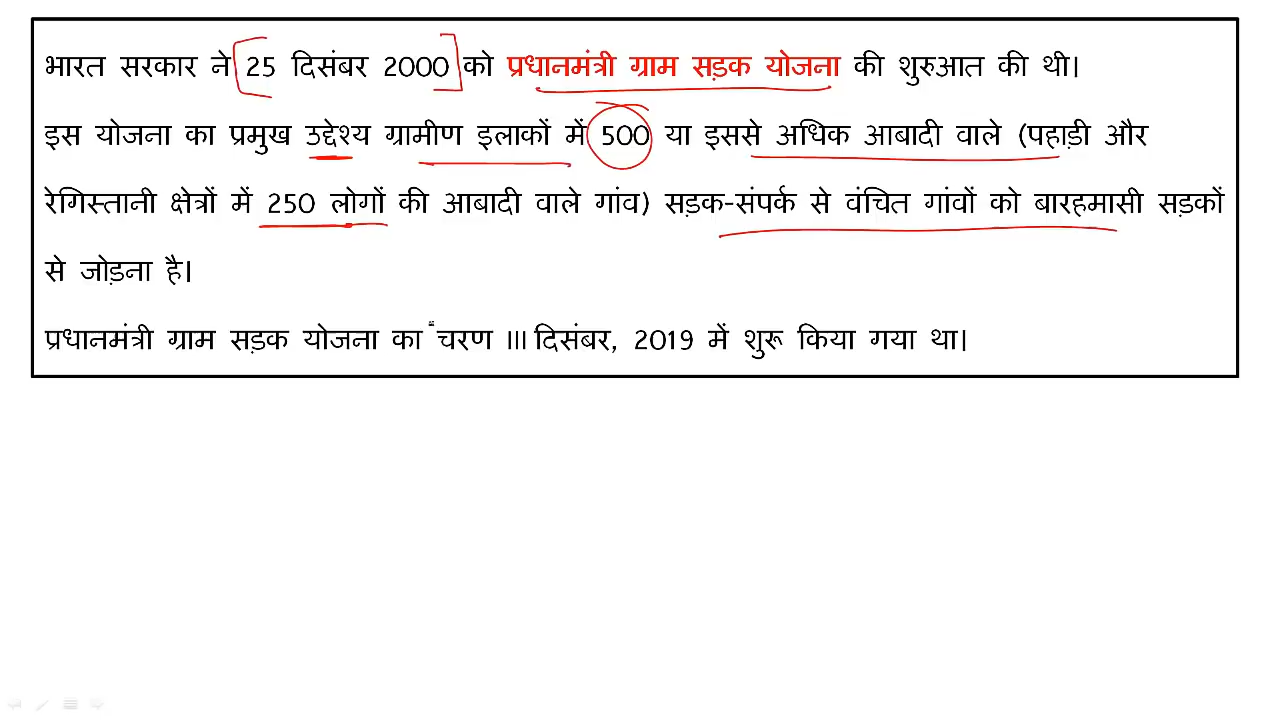 भारत सरकार ने 25 दिसंबर 2000 को प्रधानमंत्री ग्राम सड़क योजना की शुरुआत की थी।
इस योजना का प्रमुख उद्देश्य ग्रामीण इलाकों में 500 या इससे अधिक आबादी वाले (पहाड़ी और
रेगिस्तानी क्षेत्रों में 250 लोगों की आबादी वाले गांव) सड़क-संपर्क से वंचित गांवों को बारहमासी सड़कों
से जोड़ना है।
प्रधानमंत्री ग्राम सड़क योजना का चरण III दिसंबर, 2019 में शुरू किया गया था।